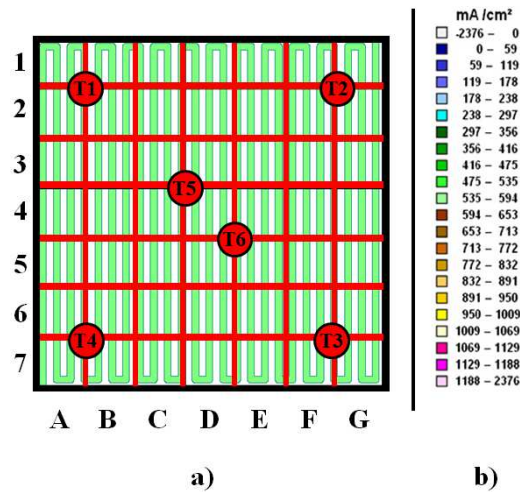 1
2
3
4
5
6
7
T1
T2
T5
T6
T4
T3
A B C D E F G
a)
mA /cm²
-2376 – 0
0 – 59
59 – 119
119 – 178
178 – 238
238 – 297
297 – 356
356 – 416
416 – 475
475 – 535
535 – 594
594 – 653
653 – 713
713 – 772
772 – 832
832 – 891
891 – 950
950 – 1009
1009 – 1069
1069 – 1129
1129 – 1188
1188 – 2376
b)